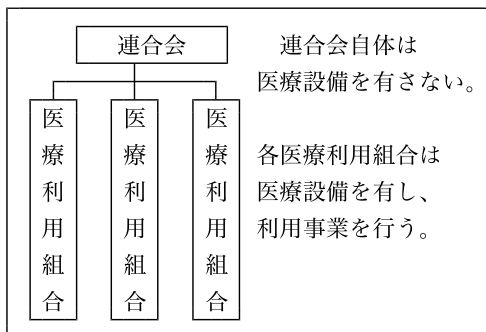 連合会
連合会自体は
医療設備を有さない。
医療利用組合
医療利用組合
医療利用組合
各医療利用組合は
医療設備を有し、
利用事業を行う。